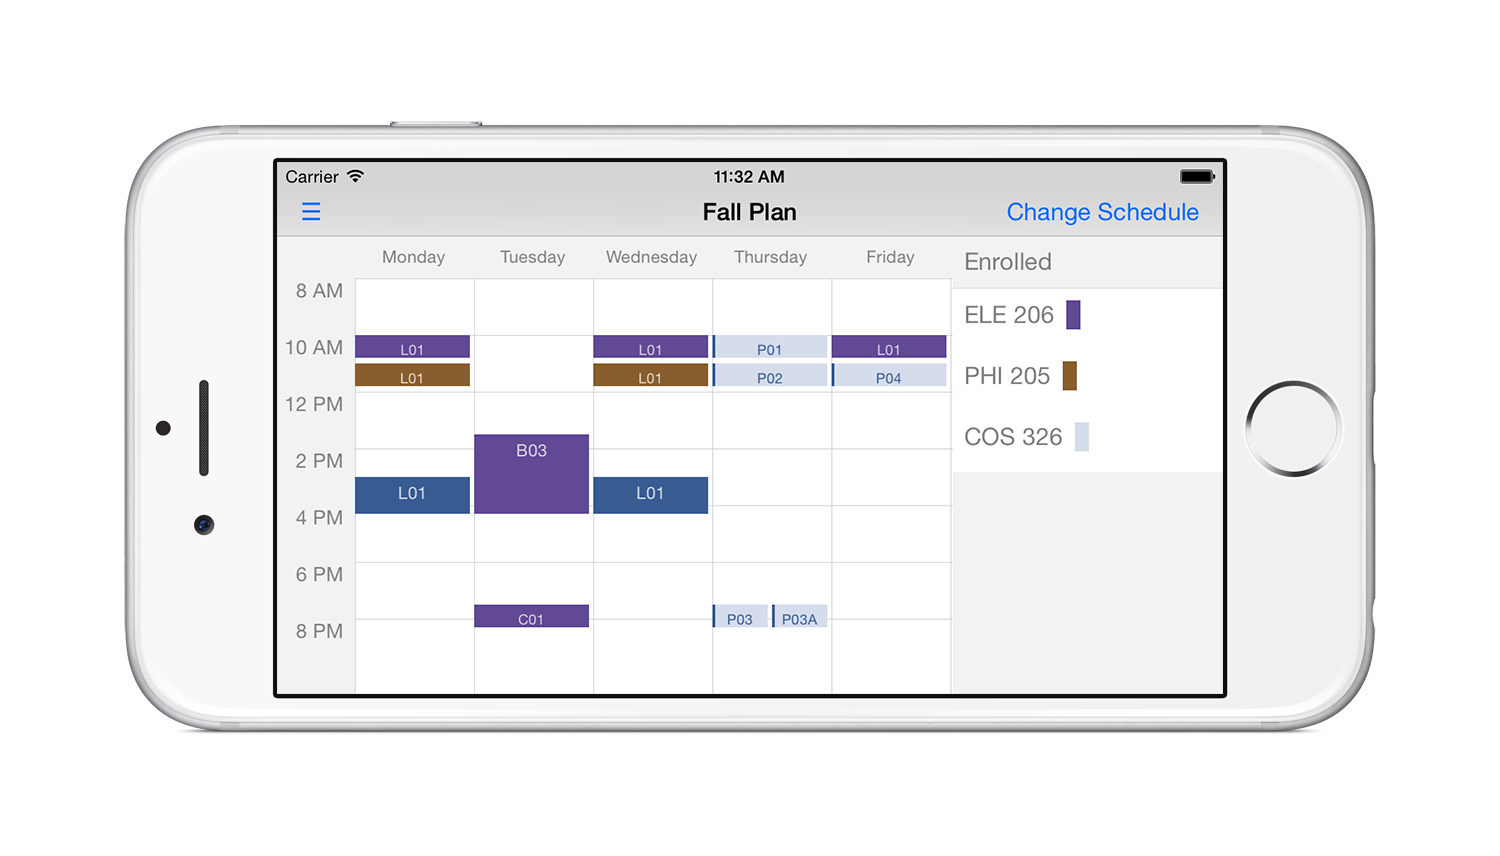 Carrier 11:32 AM
Fall Plan Change Schedule
Monday Tuesday Wednesday Thursday Friday Enrolled
8 AM
ELE 206
10 AM L01 L01 P01 L01
L01 L01 P02 P04 PHI 205
12 PM
COS 326
B03
2 PM
L01 L01
4 PM
6 PM
C01 P03 P03A
8 PM